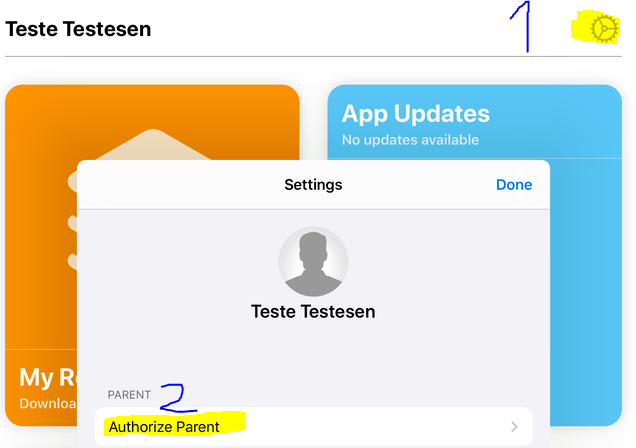 Teste Testesen
1
App Updates
No updates available
Settings
Done
Teste Testesen
My R
Downloa
PARENT
2
Authorize Parent